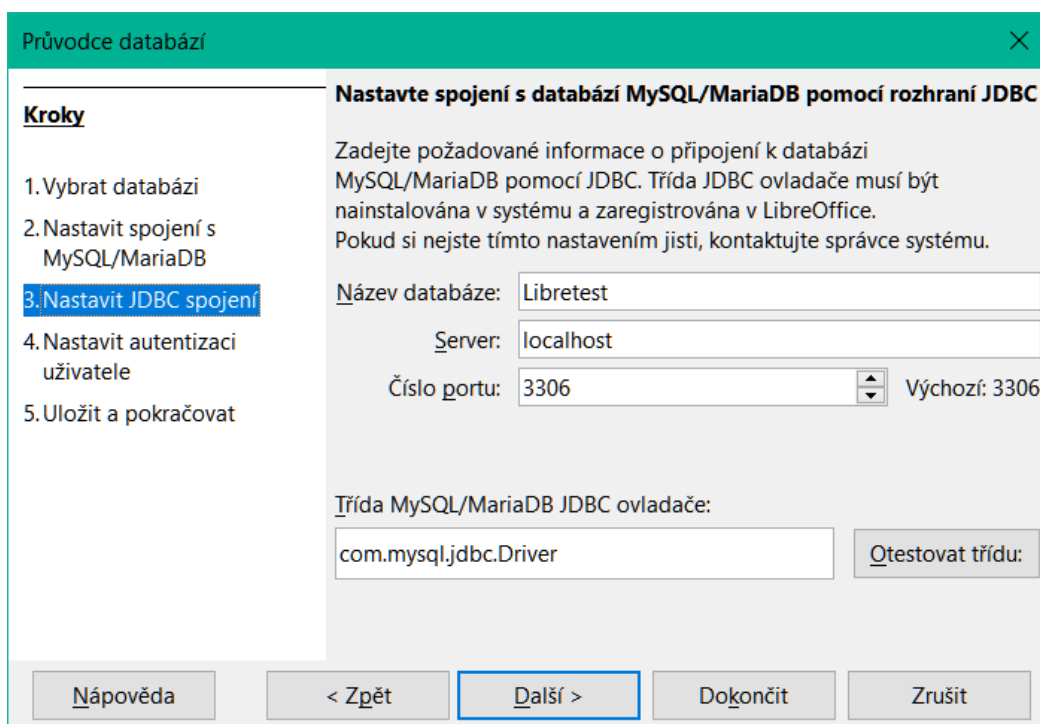 Průvodce databází
Kroky
1. Vybrat databázi
2. Nastavit spojení s
MySQL/MariaDB
3. Nastavit JDBC spojení
4. Nastavit autentizaci
uživatele
5. Uložit a pokračovat
Nastavte spojení s databází MySQL/MariaDB pomocí rozhraní JDBC
Zadejte požadované informace o připojení k databázi
MySQL/MariaDB pomocí JDBC. Třída JDBC ovladače musí být
nainstalována v systému a zaregistrována v LibreOffice.
Pokud si nejste tímto nastavením jisti, kontaktujte správce systému.
Název databáze: Libretest
Server: localhost
Číslo portu: 3306 Výchozí: 3306
Třída MySQL/MariaDB JDBC ovladače:
com.mysql.jdbc.Driver Otestovat třídu:
Nápověda < Zpět Další > Dokončit Zrušit